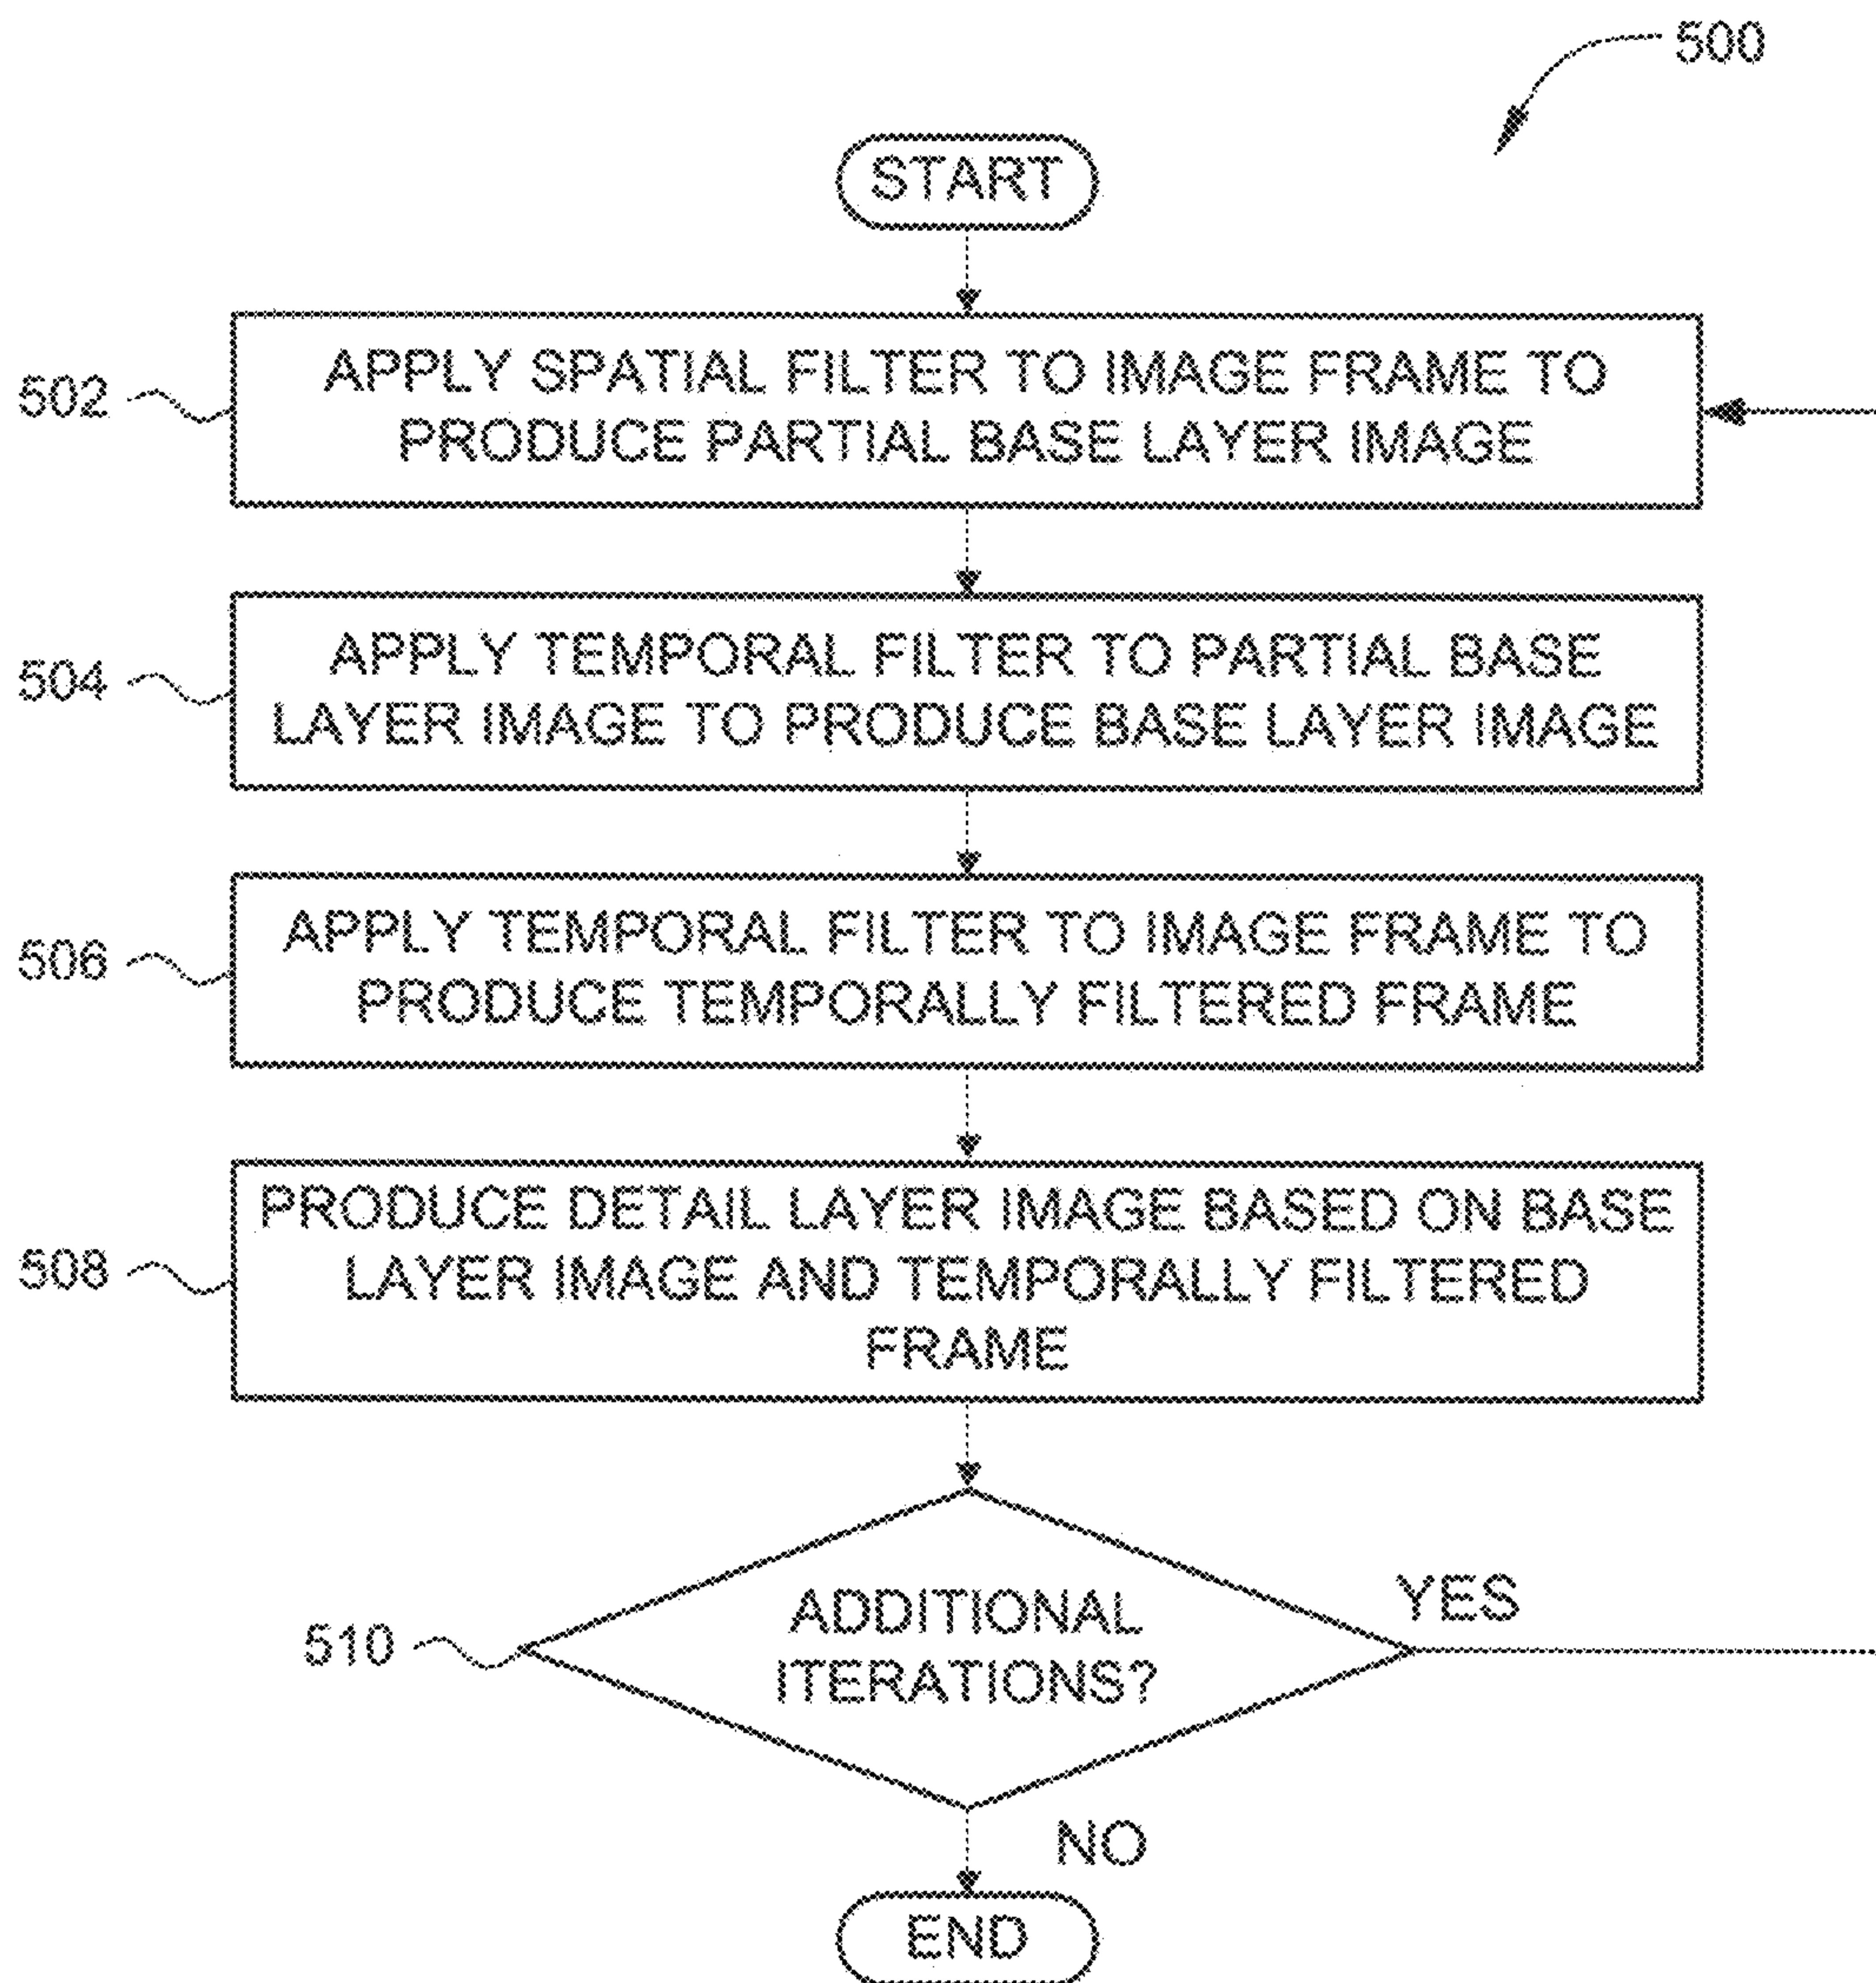 500
START
502
APPLY SPATIAL FILTER TO IMAGE FRAME TO
PRODUCE PARTIAL BASE LAYER IMAGE
504
APPLY TEMPORAL FILTER TO PARTIAL BASE
LAYER IMAGE TO PRODUCE BASE LAYER IMAGE
506
APPLY TEMPORAL FILTER TO IMAGE FRAME TO
PRODUCE TEMPORALLY FILTERED FRAME
508
PRODUCE DETAIL LAYER IMAGE BASED ON BASE
LAYER IMAGE AND TEMPORALLY FILTERED
FRAME
510
ADDITIONAL
ITERATIONS?
YES
NO
END